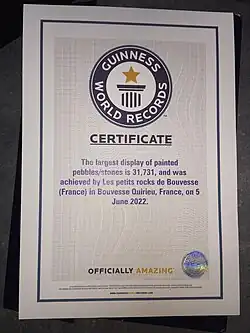 GUINNESS
WORLD RECORDS
CERTIFICATE
The largest display of painted
pebbles/stones is 31,731, and was
achieved by Les petits rocks de Bouvesse
(France) in Bouvesse Quirieu, France, on 5
June 2022.
OFFICIALLY AMAZING